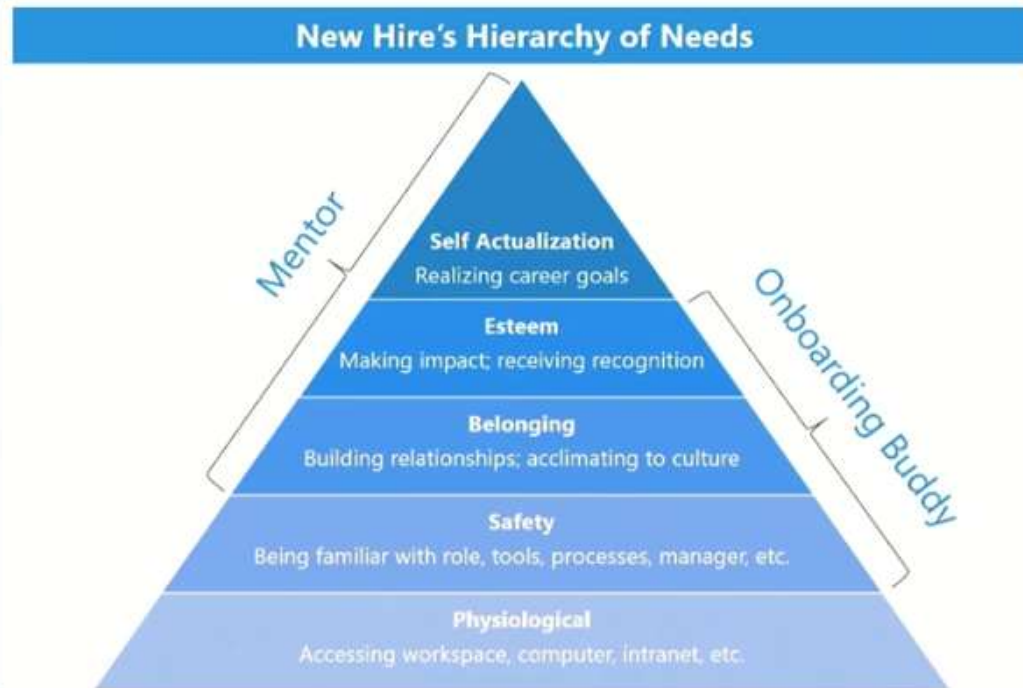 New Hire's Hierarchy of Needs
Mentor
Onboarding Buddy
Self Actualization
Realizing career goals
Esteem
Making impact; receiving recognition
Belonging
Building relationships; acclimating to culture
Safety
Being familiar with role, tools, processes, manager, etc.
Physiological
Accessing workspace, computer, intranet, etc.